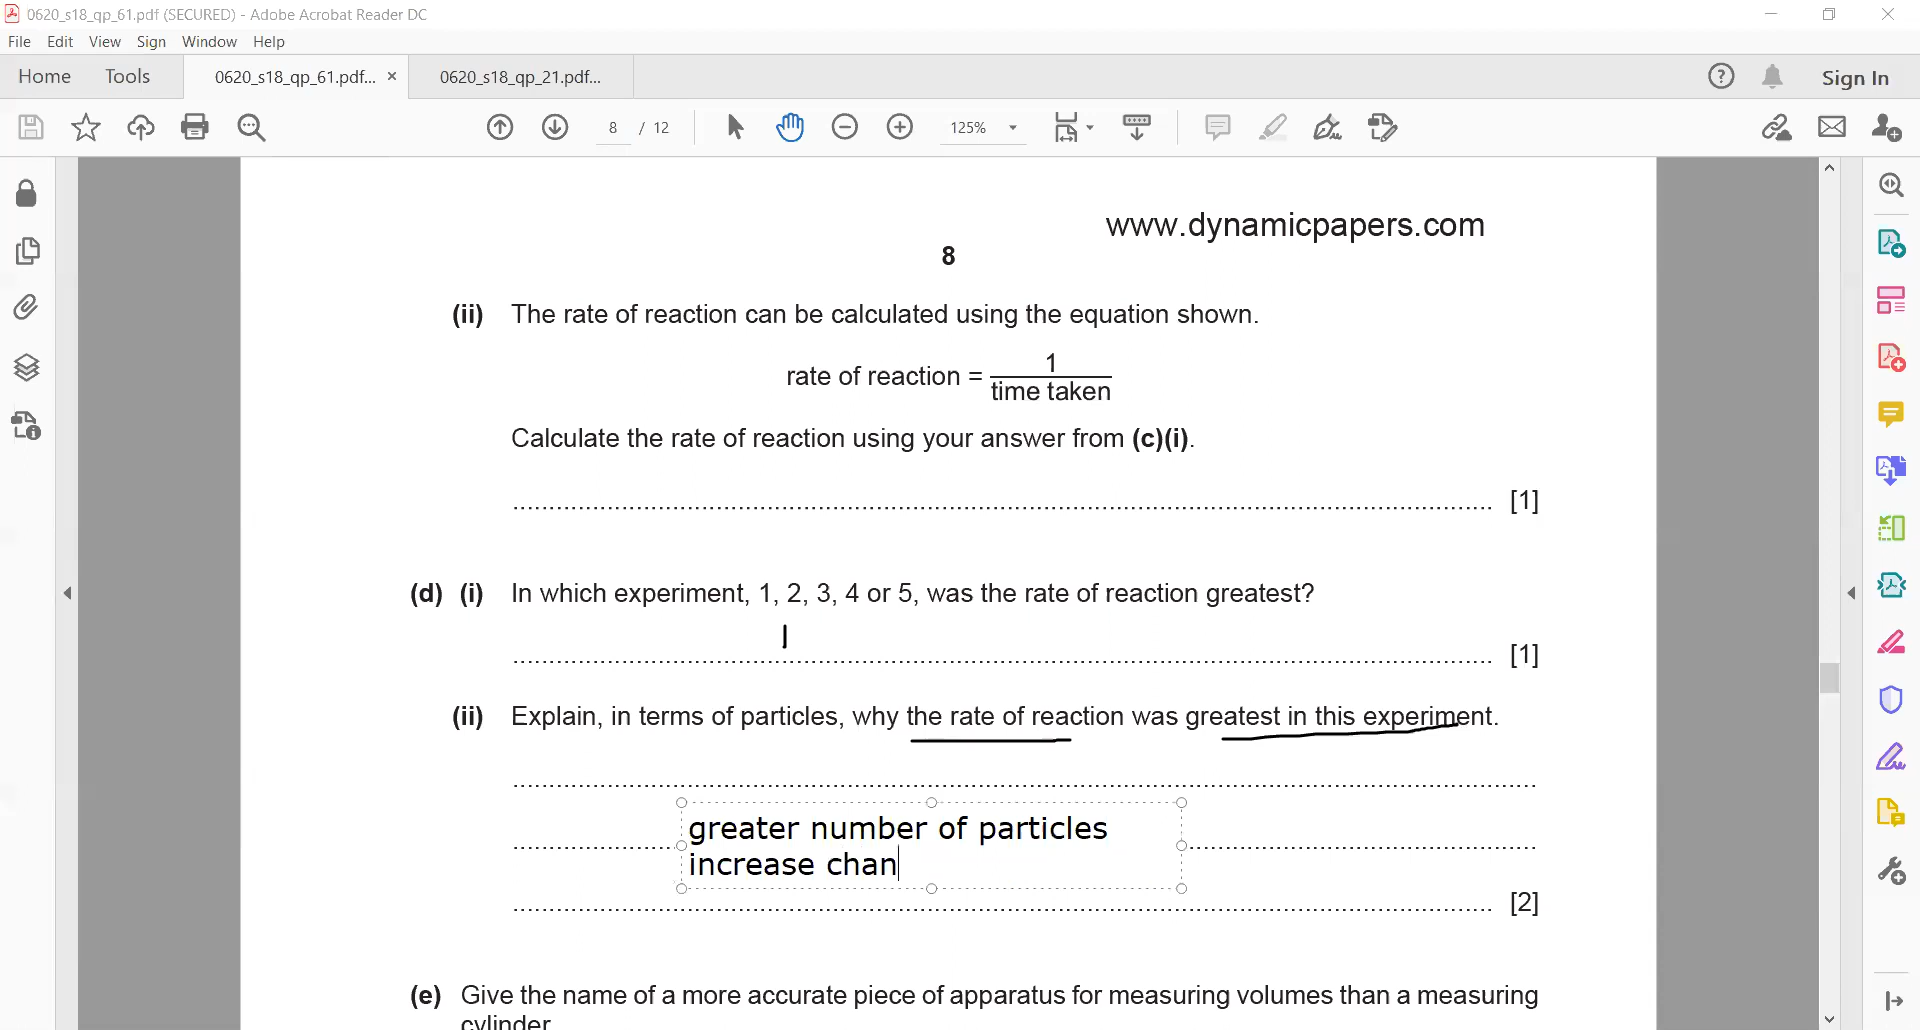 0620_s18_qp_61.pdf (SECURED) - Adobe Acrobat Reader DC
File Edit View Sign Window Help
Home Tools 0620_s18_qp_61.pdf... × 0620_s18_qp_21.pdf... Sign In
8 / 12 125%
www.dynamicpapers.com
8
(ii) The rate of reaction can be calculated using the equation shown.
rate of reaction = 1
time taken
Calculate the rate of reaction using your answer from (c)(i).
[1]
(d) (i) In which experiment, 1, 2, 3, 4 or 5, was the rate of reaction greatest?
1
[1]
(ii) Explain, in terms of particles, why the rate of reaction was greatest in this experiment.
greater number of particles
increase chan
[2]
(e) Give the name of a more accurate piece of apparatus for measuring volumes than a measuring
cylinder